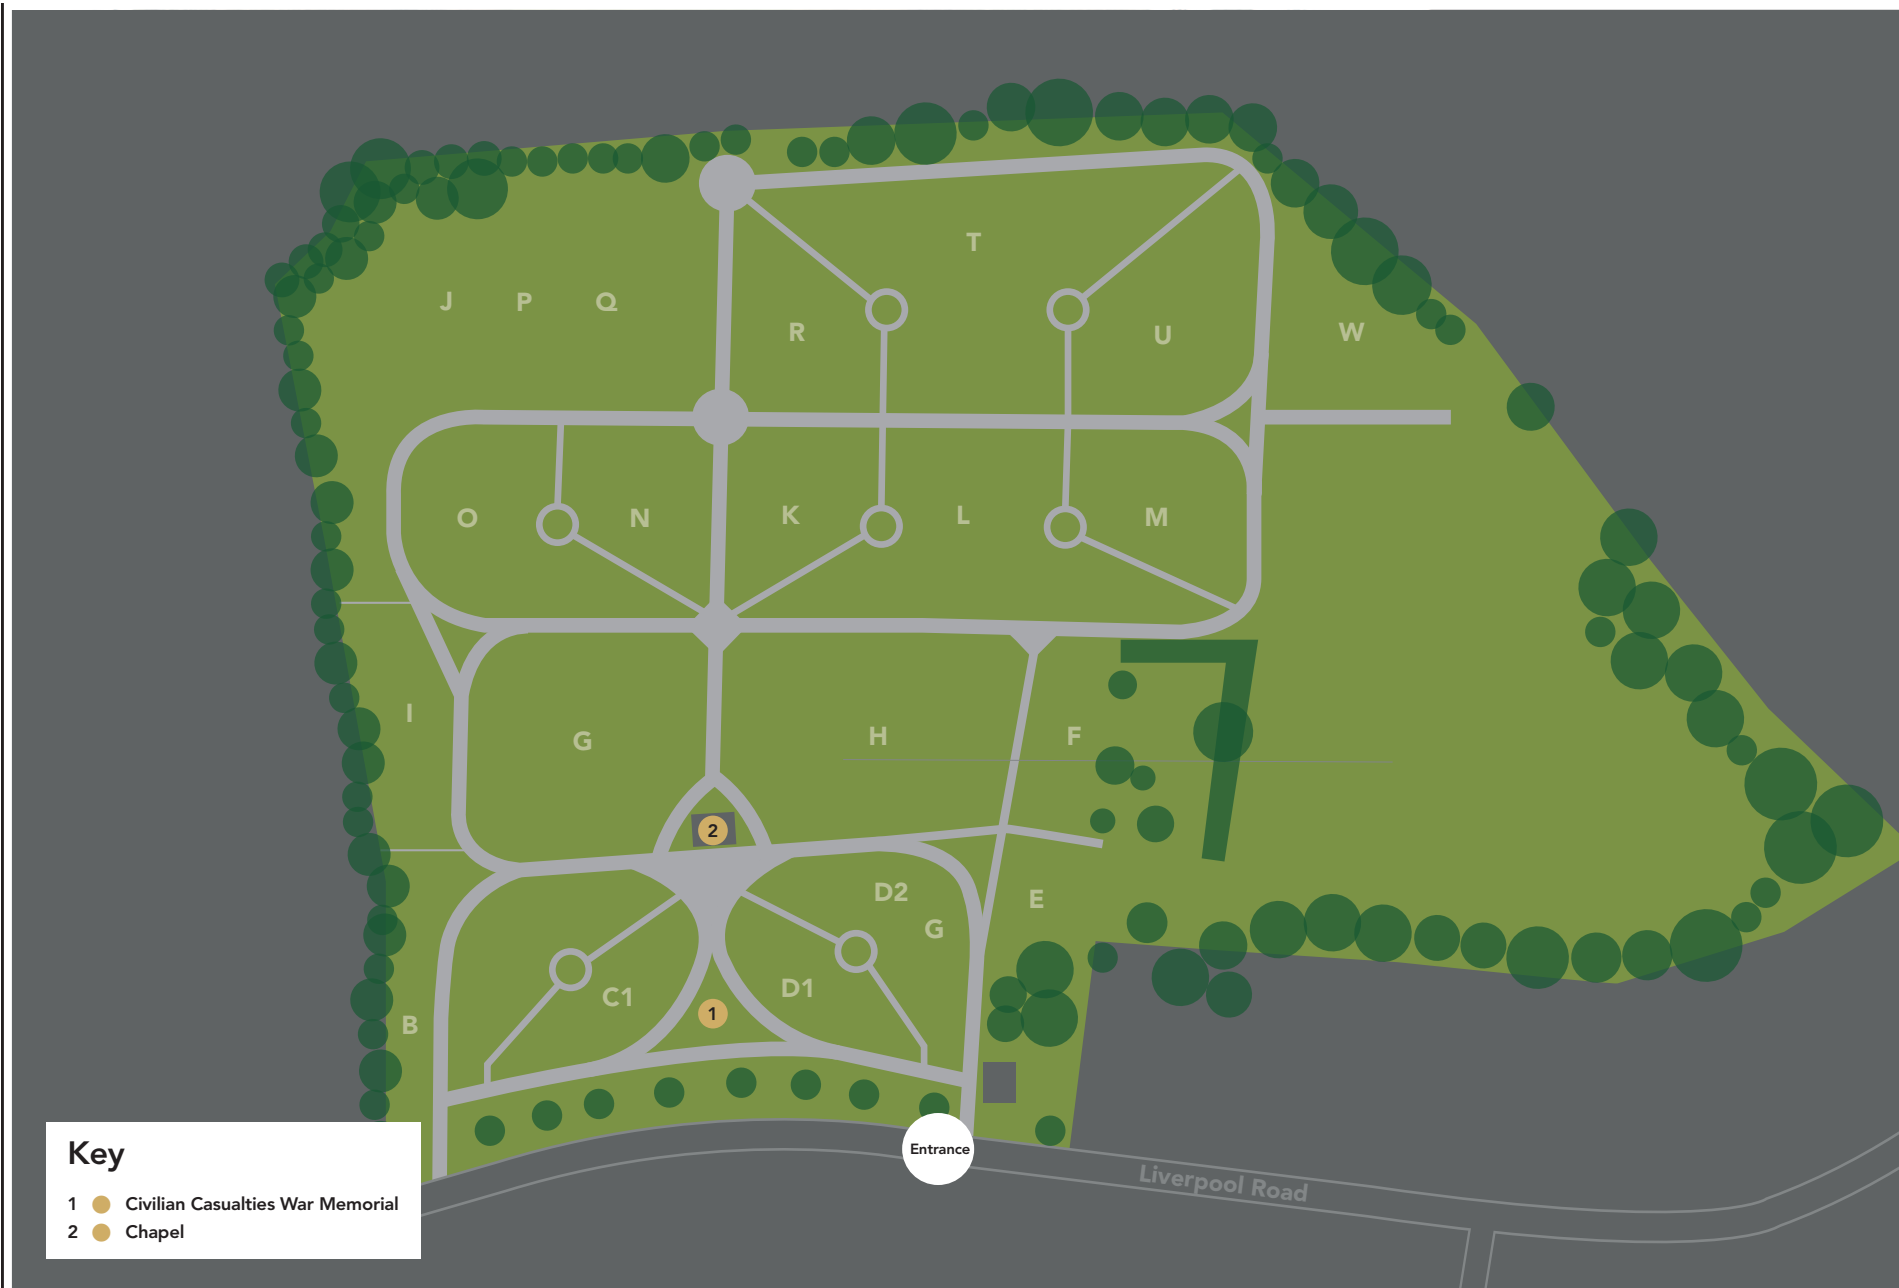 T
J P Q
R
U
W
O
N
K
L
M
I
G
H
F
D2
E
G
C1
D1
B
2
1
Entrance
Liverpool Road
Key
1 Civilian Casualties War Memorial
2 Chapel